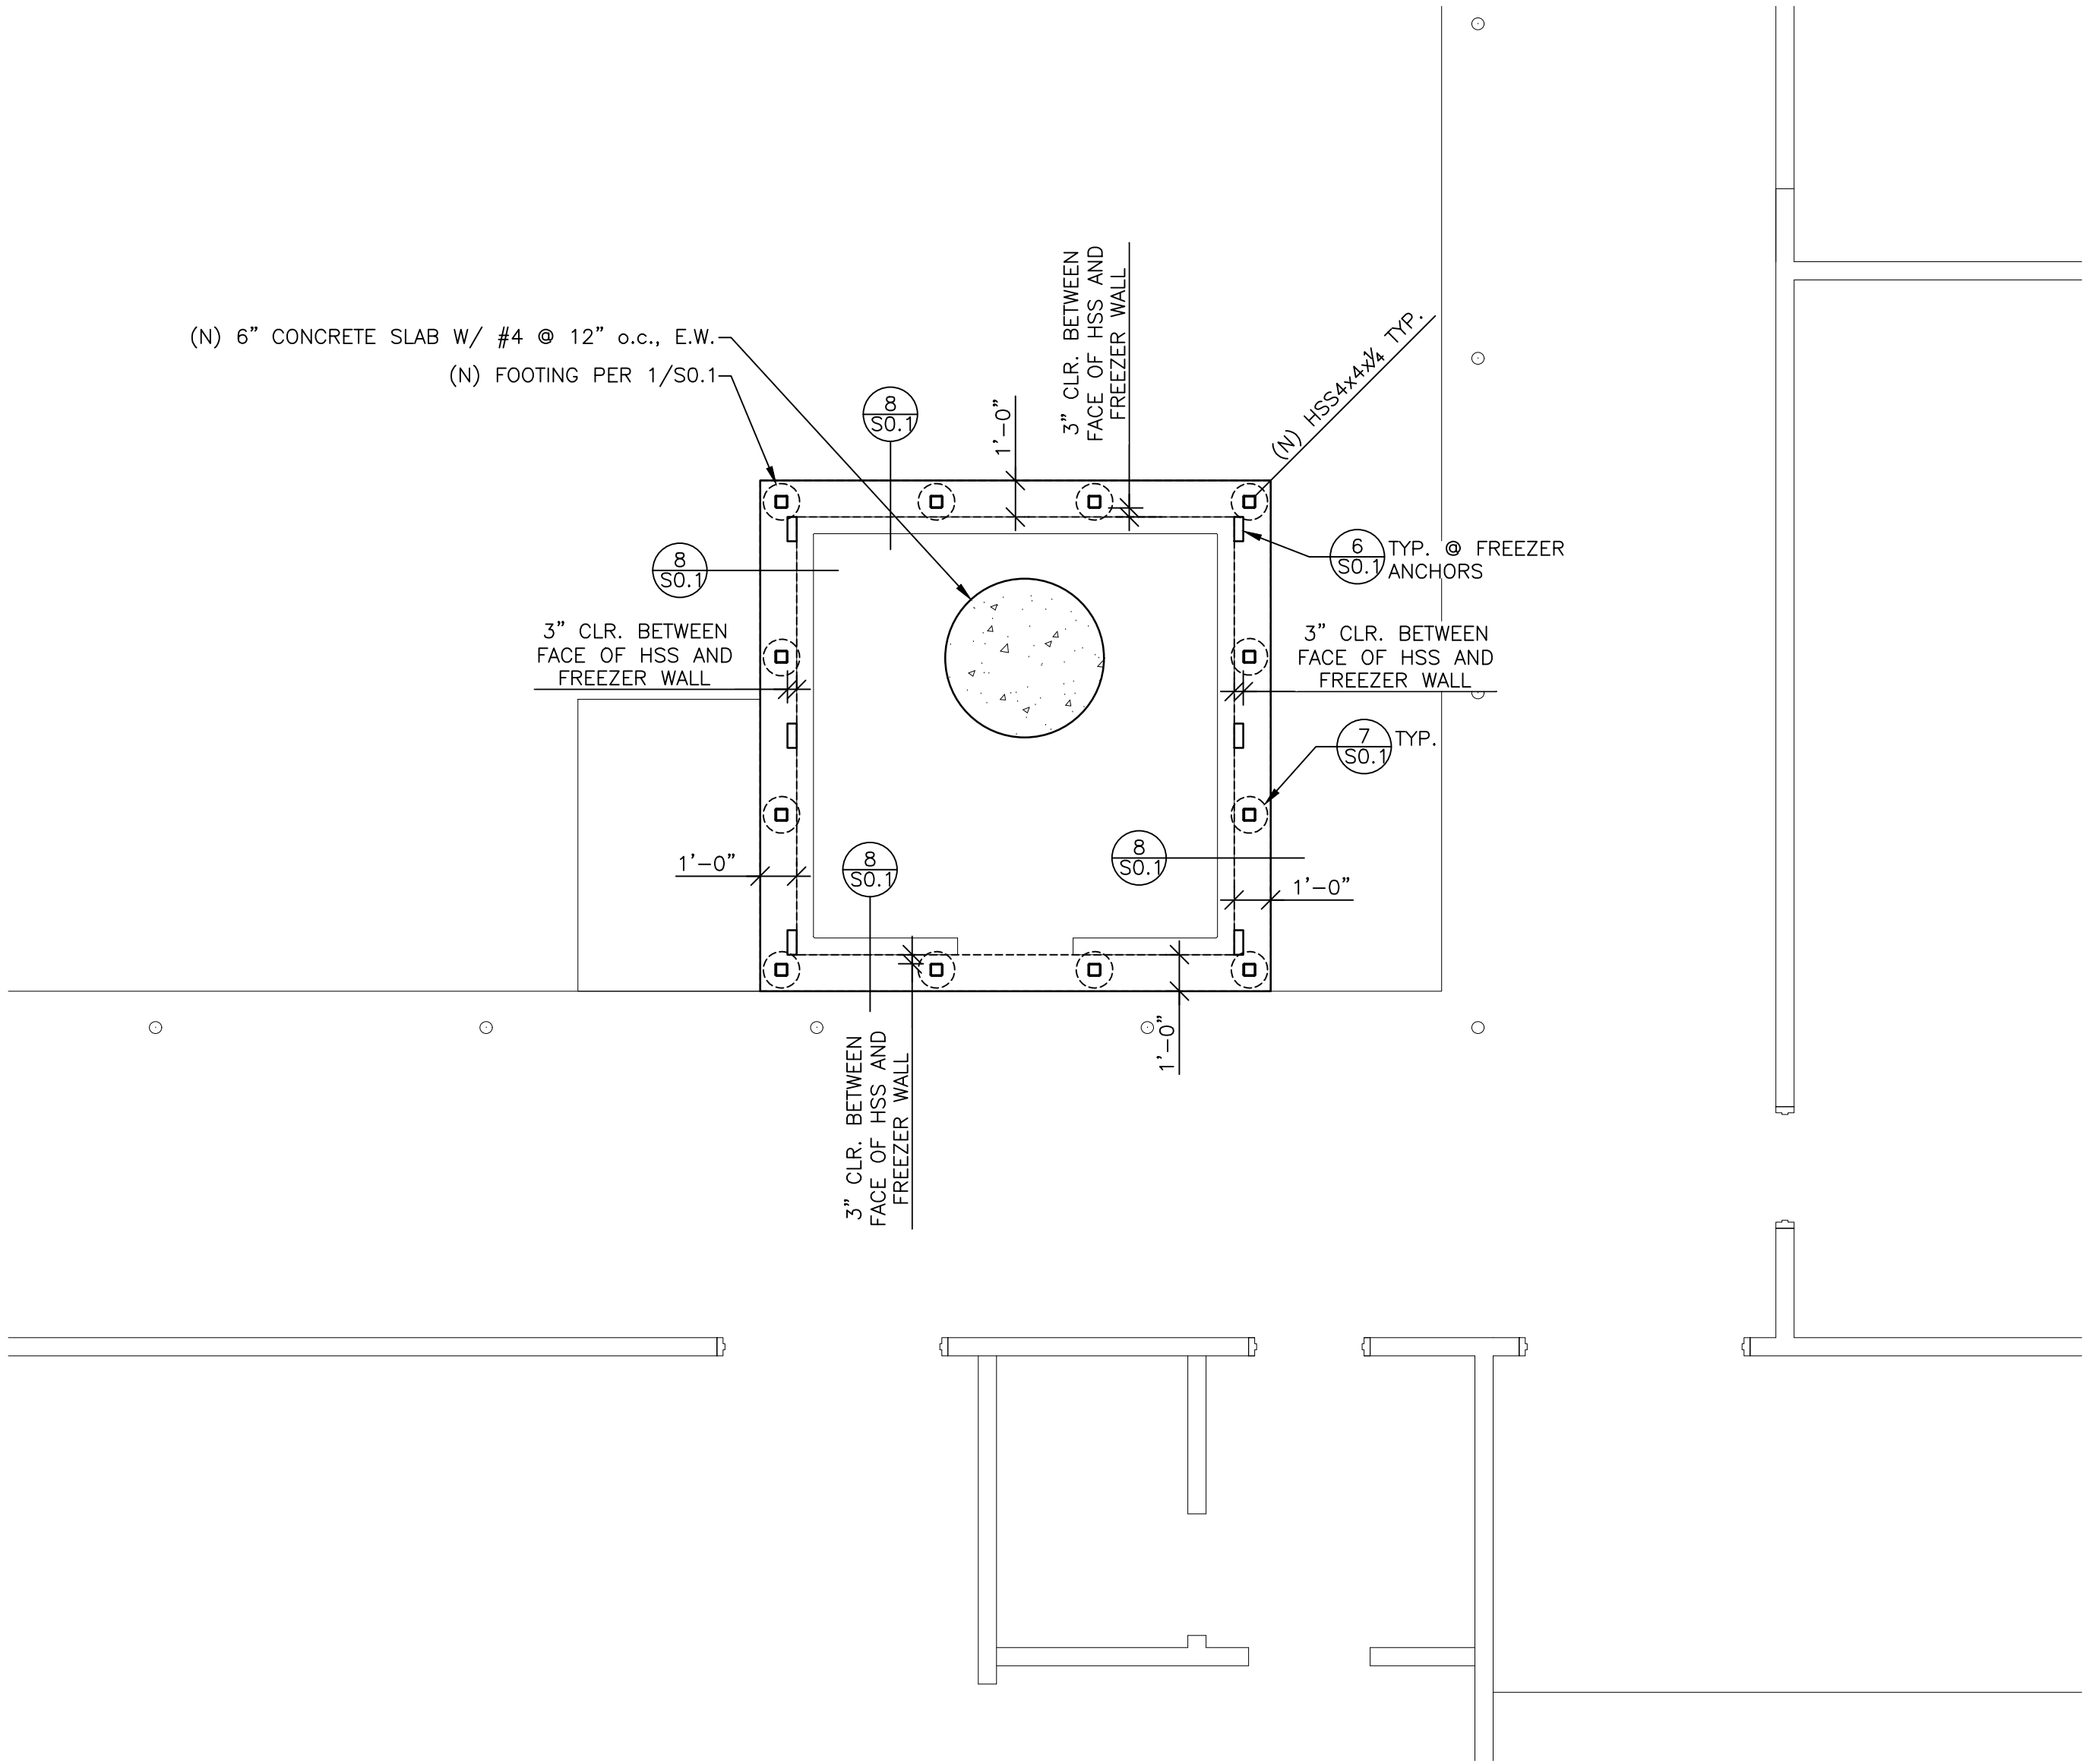 3" CLR. BETWEEN
FACE OF HSS AND
FREEZER WALL
(N) HSS4x4x¼ TYP.
(N) 6" CONCRETE SLAB W/ #4 @ 12" o.c., E.W.
(N) FOOTING PER 1/S0.1
8
S0.1
1'-0"
6
S0.1
TYP. @ FREEZER
ANCHORS
8
S0.1
3" CLR. BETWEEN
FACE OF HSS AND
FREEZER WALL
3" CLR. BETWEEN
FACE OF HSS AND
FREEZER WALL
7
S0.1
TYP.
8
S0.1
8
S0.1
1'-0"
1'-0"
1'-0"
3" CLR. BETWEEN
FACE OF HSS AND
FREEZER WALL